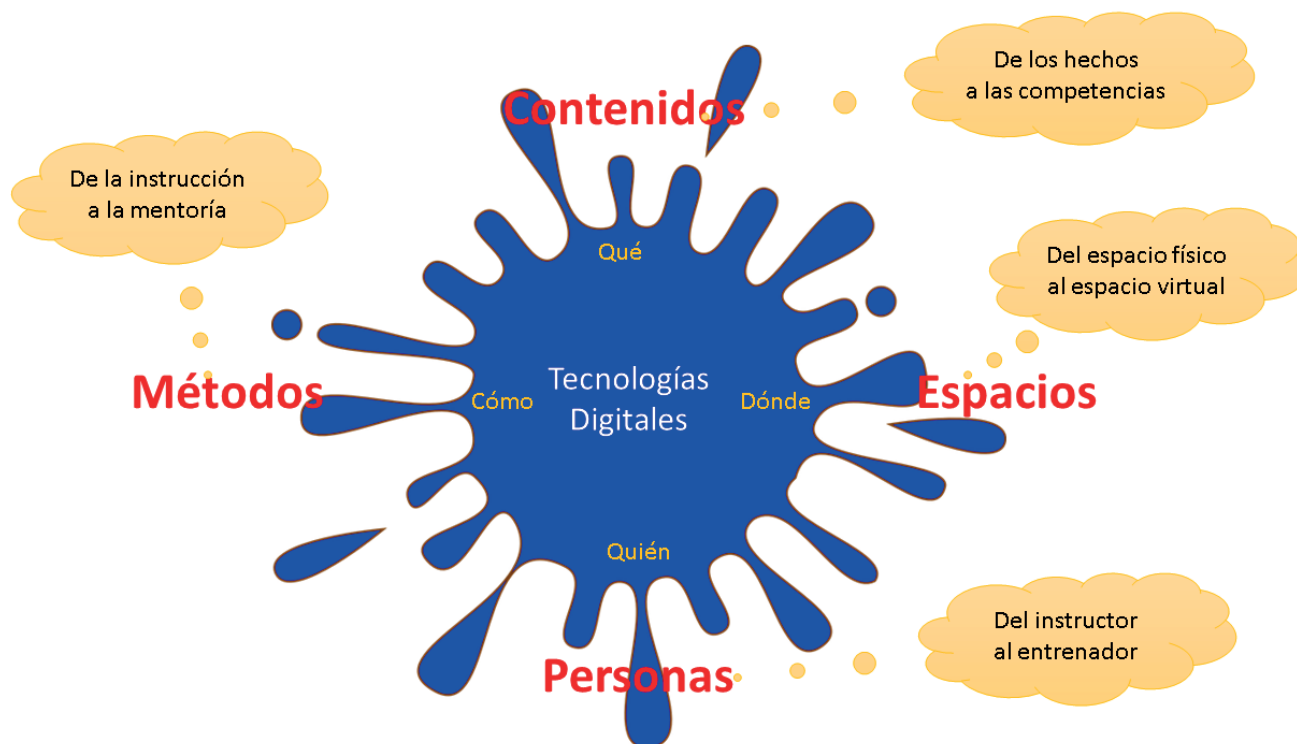 De los hechos
a las competencias
Contenidos
De la instrucción
a la mentoría
Qué
Del espacio físico
al espacio virtual
Métodos
Cómo
Tecnologías
Digitales
Dónde
Espacios
Quién
Del instructor
al entrenador
Personas